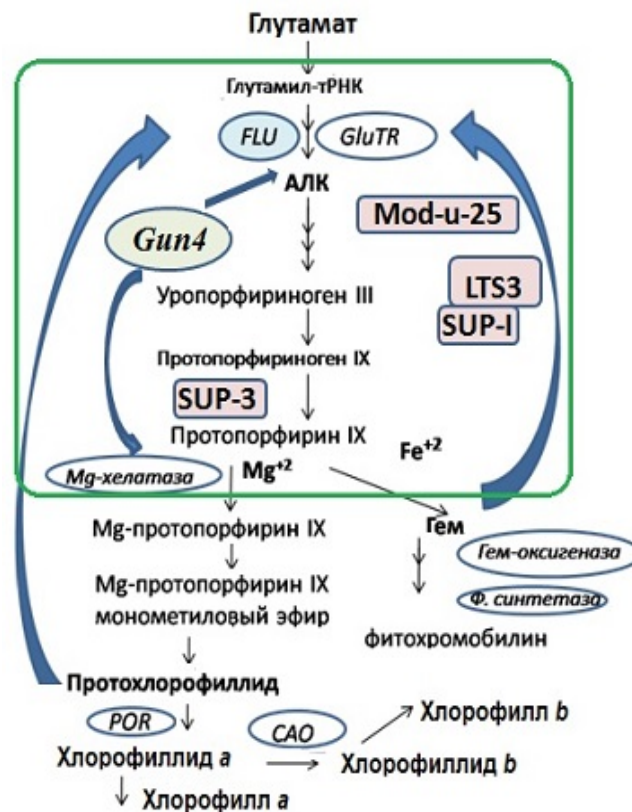 Глутамат
Глутамил-тРНК
FLU
GluTR
АЛК
Mod-u-25
Gun4
LTS3
SUP-I
Уропорфириноген III
Протопорфириноген IX
SUP-3
Протопорфирин IX
Mg-хелатаза
Mg+2
Fe+2
Mg-протопорфирин IX
Гем
Гем-оксигеназа
Mg-протопорфирин IX
монометиловый эфир
Ф. синтетаза
фитохромобилин
Протохлорофиллид
POR
CAO
Хлорофилл b
Хлорофиллид a
Хлорофиллид b
Хлорофилл a